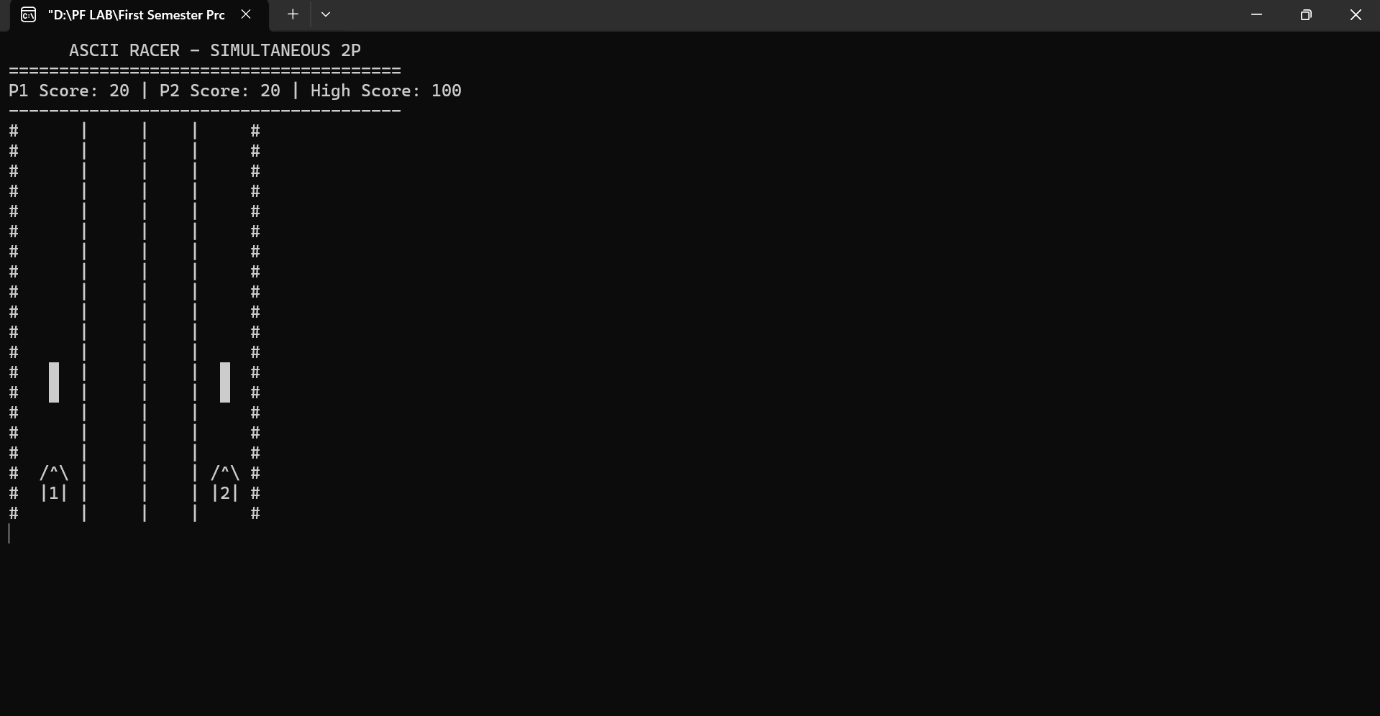 "D:\PF LAB\First Semester Prc
      ASCII RACER - SIMULTANEOUS 2P
=======================================
P1 Score: 20 | P2 Score: 20 | High Score: 100
---------------------------------------
#      |     |    |     #
#      |     |    |     #
#      |     |    |     #
#      |     |    |     #
#      |     |    |     #
#      |     |    |     #
#      |     |    |     #
#      |     |    |     #
#      |     |    |     #
#      |     |    |     #
#      |     |    |     #
#      |     |    |     #
#   █  |     |    |  █  #
#   █  |     |    |  █  #
#      |     |    |     #
#      |     |    |     #
#      |     |    |     #
#  /^\ |     |    | /^\ #
#  |1| |     |    | |2| #
#      |     |    |     #